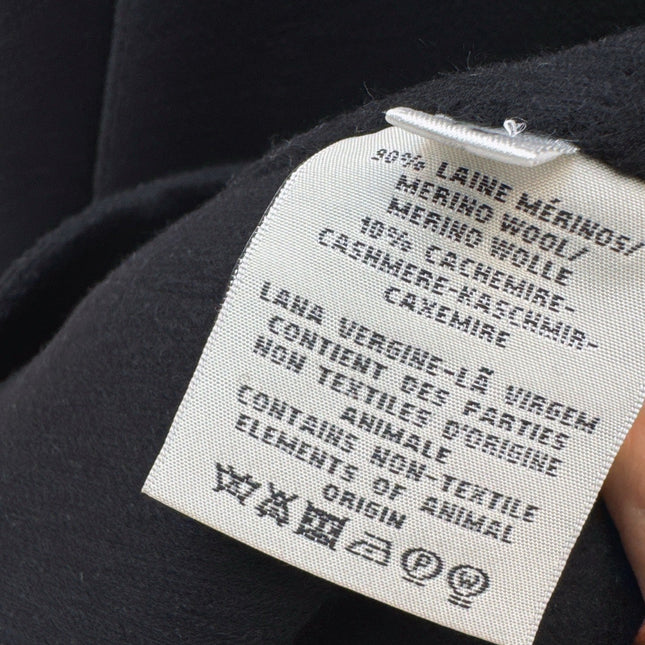 90% LAINE MÉRINOS/
MERINO WOOL/
MERINO WOLLE
10% CACHEMIRE-
CASHMERE-KASCHMIR-
CAXEMIRE
LANA VERGINE-LÃ VIRGEM
CONTIENT DES PARTIES
NON TEXTILES D'ORIGINE
ANIMALE
CONTAINS NON-TEXTILE
ELEMENTS OF ANIMAL
ORIGIN
P W